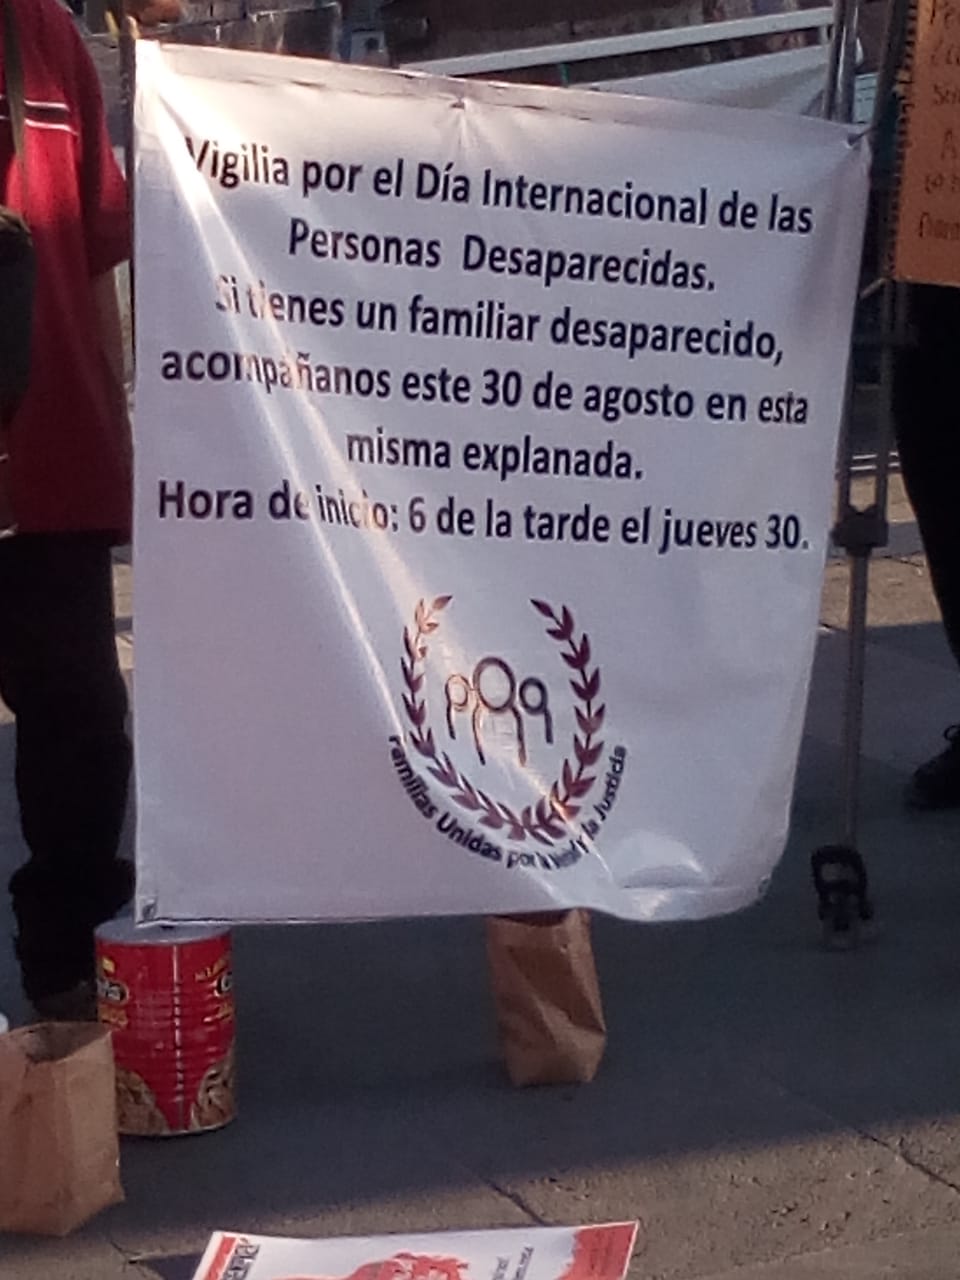 Vigilia por el Día Internacional de las
Personas Desaparecidas.
Si tienes un familiar desaparecido,
acompáñanos este 30 de agosto en esta
misma explanada.
Hora de inicio: 6 de la tarde el jueves 30.
Familias Unidas por la Verdad y la Justicia